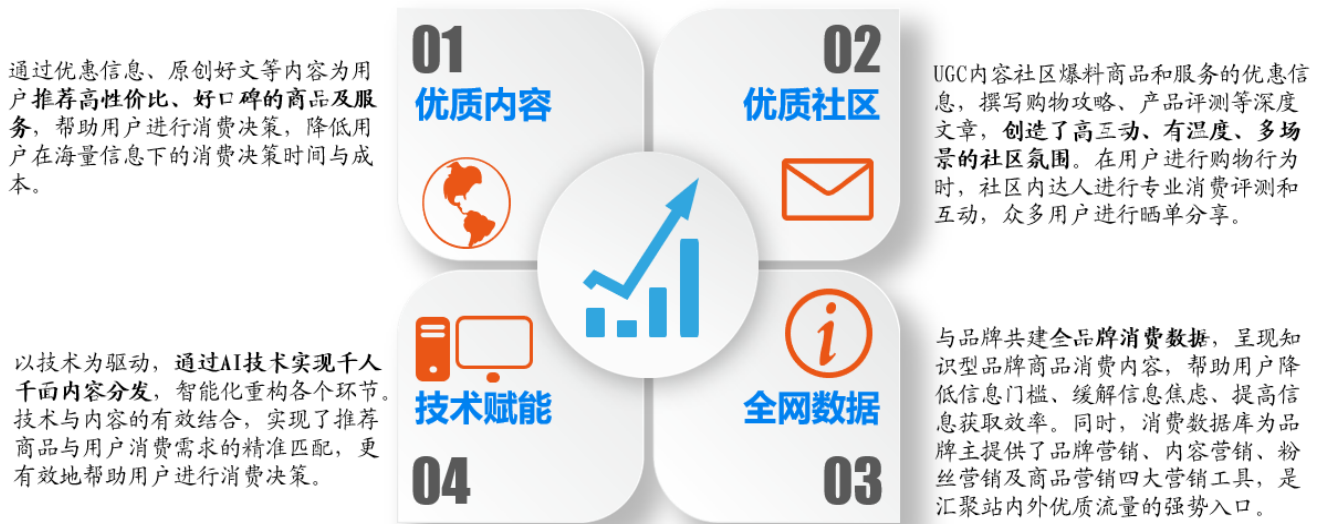 01
优质内容
通过优惠信息、原创好文等内容为用
户推荐高性价比、好口碑的商品及服
务，帮助用户进行消费决策，降低用
户在海量信息下的消费决策时间与成
本。
02
优质社区
UGC内容社区爆料商品和服务的优惠信
息，撰写购物攻略、产品评测等深度
文章，创造了高互动、有温度、多场
景的社区氛围。在用户进行购物行为
时，社区内达人进行专业消费评测和
互动，众多用户进行晒单分享。
以技术为驱动，通过AI技术实现千人
千面内容分发，智能化重构各个环节。
技术与内容的有效结合，实现了推荐
商品与用户消费需求的精准匹配，更
有效地帮助用户进行消费决策。
技术赋能
04
全网数据
03
与品牌共建全品牌消费数据，呈现知
识型品牌商品消费内容，帮助用户降
低信息门槛、缓解信息焦虑、提高信
息获取效率。同时，消费数据库为品
牌主提供了品牌营销、内容营销、粉
丝营销及商品营销四大营销工具，是
汇聚站内外优质流量的强势入口。